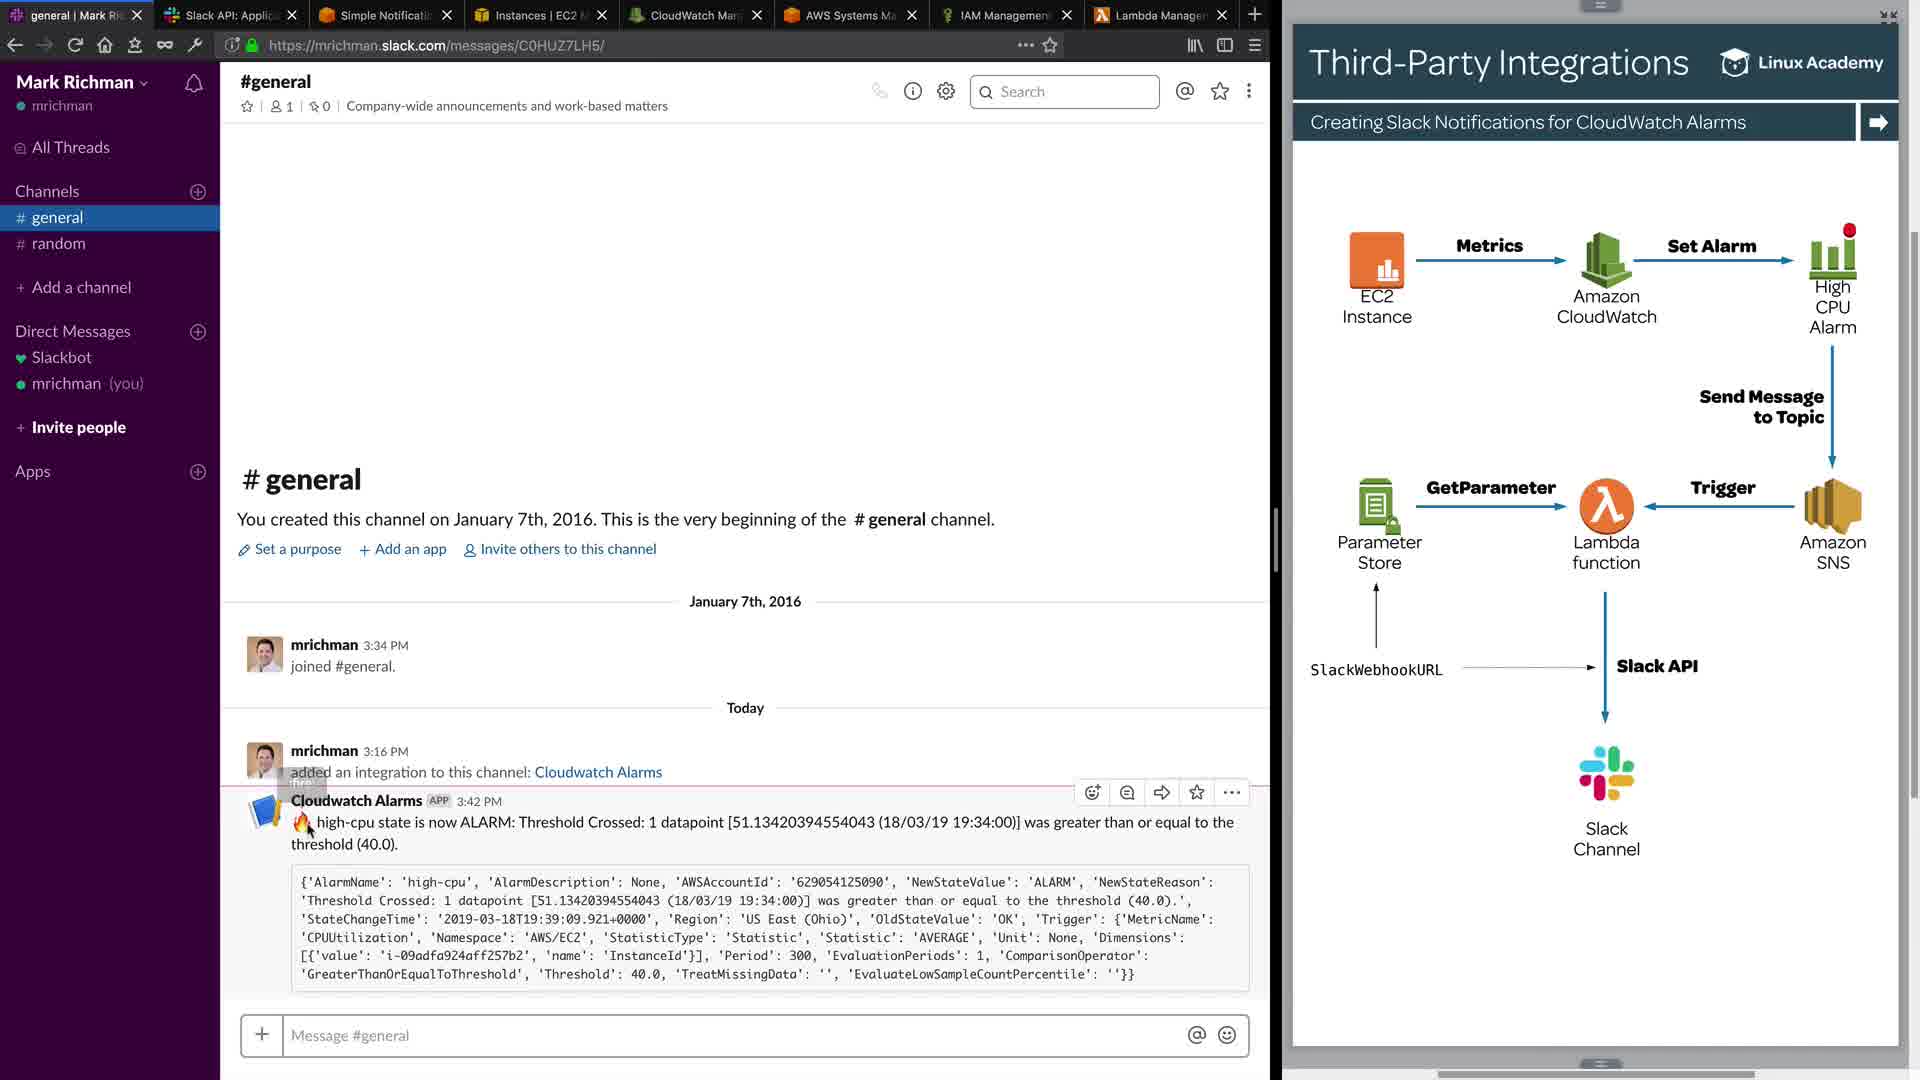 general | Mark Ri
Slack API: Applic
Simple Notificati
Instances | EC2 M
CloudWatch Man
AWS Systems Ma
IAM Management
Lambda Manager
https://mrichman.slack.com/messages/C0HUZ7LH5/
Mark Richman
mrichman
All Threads
Channels
# general
# random
+ Add a channel
Direct Messages
Slackbot
mrichman (you)
+ Invite people
Apps
#general
1 | 0 | Company-wide announcements and work-based matters
Search
# general
You created this channel on January 7th, 2016. This is the very beginning of the # general channel.
Set a purpose + Add an app Invite others to this channel
January 7th, 2016
mrichman 3:34 PM
joined #general.
Today
mrichman 3:16 PM
added an integration to this channel: Cloudwatch Alarms
Cloudwatch Alarms APP 3:42 PM
high-cpu state is now ALARM: Threshold Crossed: 1 datapoint [51.13420394554043 (18/03/19 19:34:00)] was greater than or equal to the
threshold (40.0).
{'AlarmName': 'high-cpu', 'AlarmDescription': None, 'AWSAccountId': '629054125090', 'NewStateValue': 'ALARM', 'NewStateReason':
'Threshold Crossed: 1 datapoint [51.13420394554043 (18/03/19 19:34:00)] was greater than or equal to the threshold (40.0).',
'StateChangeTime': '2019-03-18T19:39:09.921+0000', 'Region': 'US East (Ohio)', 'OldStateValue': 'OK', 'Trigger': {'MetricName':
'CPUUtilization', 'Namespace': 'AWS/EC2', 'StatisticType': 'Statistic', 'Statistic': 'AVERAGE', 'Unit': None, 'Dimensions':
[{'value': 'i-09adfa924aff257b2', 'name': 'InstanceId'}], 'Period': 300, 'EvaluationPeriods': 1, 'ComparisonOperator':
'GreaterThanOrEqualToThreshold', 'Threshold': 40.0, 'TreatMissingData': '', 'EvaluateLowSampleCountPercentile': ''}}
Message #general
Third-Party Integrations
Linux Academy
Creating Slack Notifications for CloudWatch Alarms
Metrics
Set Alarm
EC2
Instance
Amazon
CloudWatch
High
CPU
Alarm
Send Message
to Topic
GetParameter
Trigger
Parameter
Store
Lambda
function
Amazon
SNS
SlackWebhookURL
Slack API
Slack
Channel